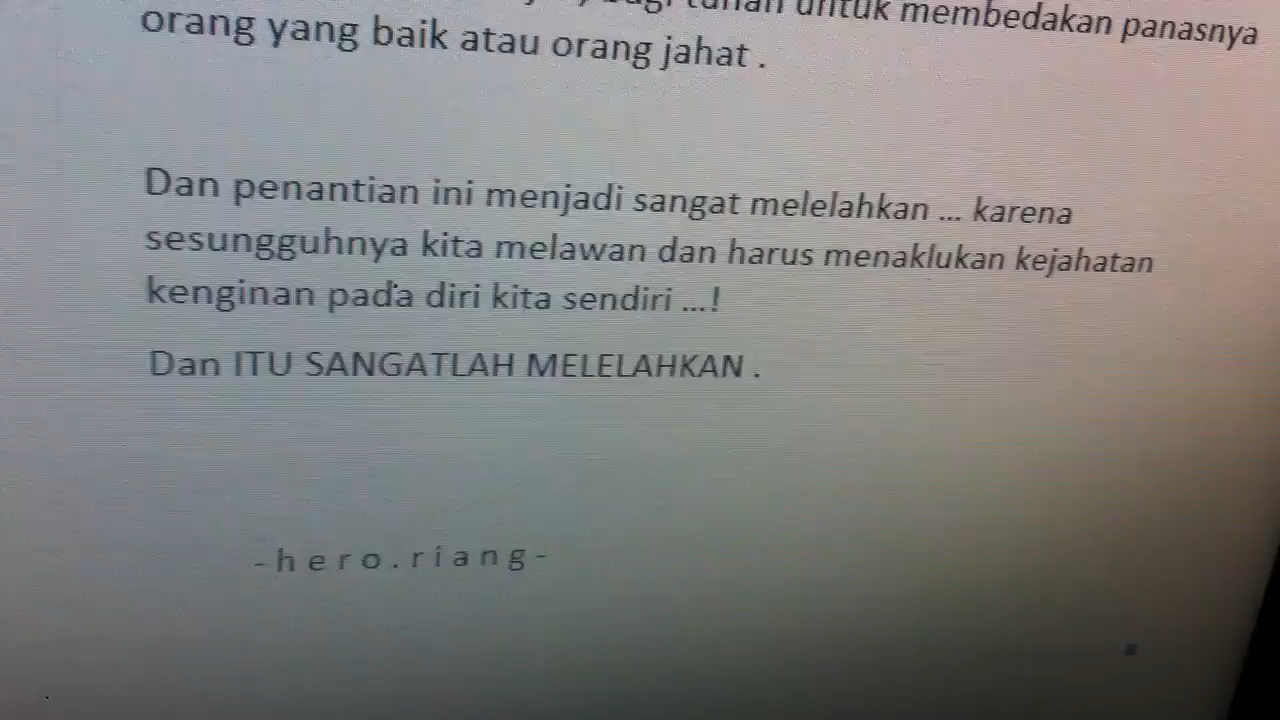 untuk membedakan panasnya
orang yang baik atau orang jahat .
Dan penantian ini menjadi sangat melelahkan ... karena
sesungguhnya kita melawan dan harus menaklukan kejahatan
kenginan pada diri kita sendiri ...!
Dan ITU SANGATLAH MELELAHKAN .
-hero.riang-